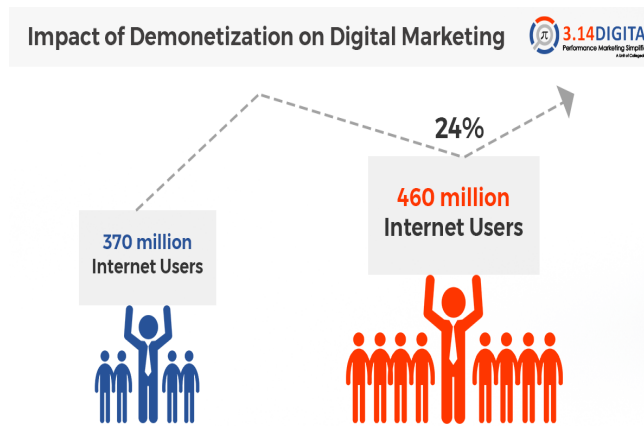 Impact of Demonetization on Digital Marketing
π
3.14DIGITA
Performance Marketing Simplifi
24%
460 million
Internet Users
370 million
Internet Users